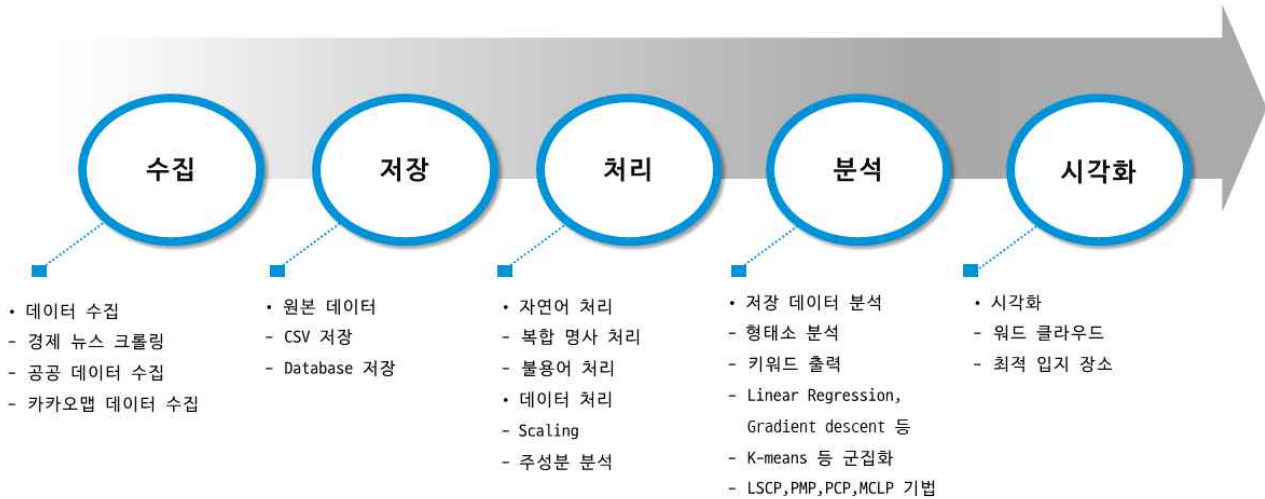 수집
저장
처리
분석
시각화
• 데이터 수집
- 경제 뉴스 크롤링
- 공공 데이터 수집
- 카카오맵 데이터 수집
• 원본 데이터
- CSV 저장
- Database 저장
• 자연어 처리
- 복합 명사 처리
- 불용어 처리
• 데이터 처리
- Scaling
- 주성분 분석
• 저장 데이터 분석
- 형태소 분석
- 키워드 출력
- Linear Regression,
Gradient descent 등
- K-means 등 군집화
- LSCP,PMP,PCP,MCLP 기법
• 시각화
- 워드 클라우드
- 최적 입지 장소